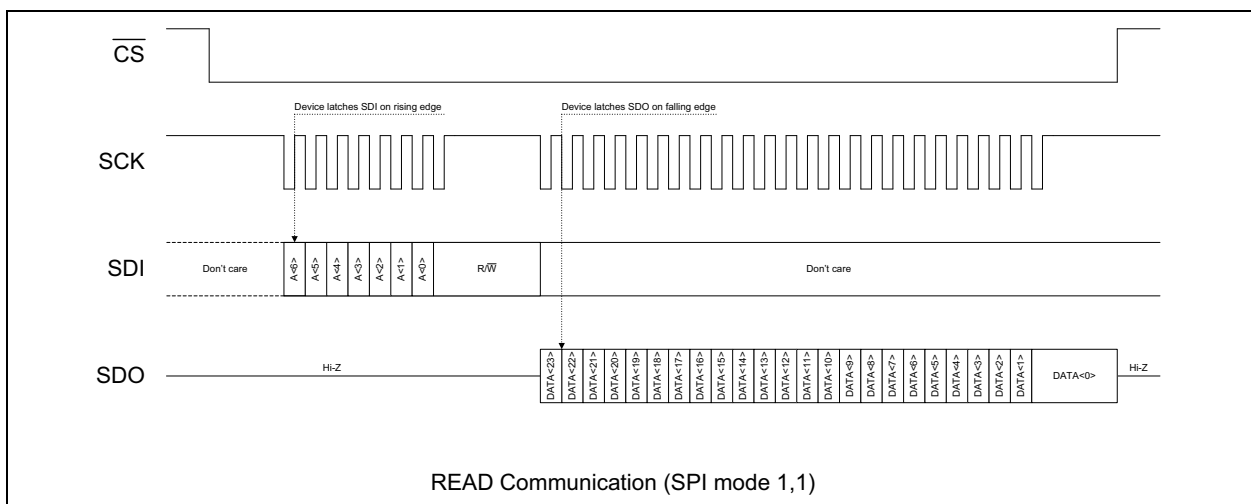 CS
Device latches SDI on rising edge
Device latches SDO on falling edge
SCK
SDI
Don't care
A<6>
A<5>
A<4>
A<3>
A<2>
A<1>
A<0>
R/W
Don't care
SDO
Hi-Z
DATA<23>
DATA<22>
DATA<21>
DATA<20>
DATA<19>
DATA<18>
DATA<17>
DATA<16>
DATA<15>
DATA<14>
DATA<13>
DATA<12>
DATA<11>
DATA<10>
DATA<9>
DATA<8>
DATA<7>
DATA<6>
DATA<5>
DATA<4>
DATA<3>
DATA<2>
DATA<1>
DATA<0>
Hi-Z
READ Communication (SPI mode 1,1)